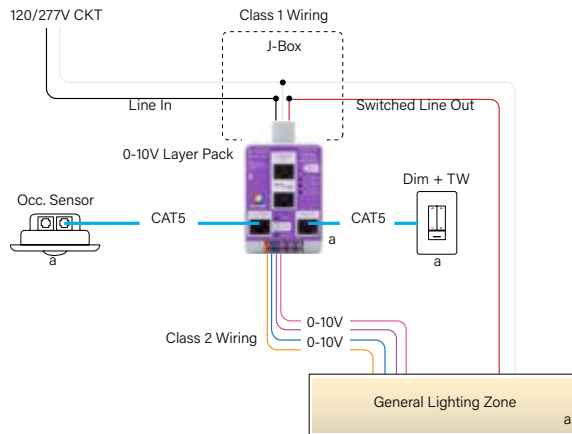 120/277V CKT
Class 1 Wiring
J-Box
Line In
Switched Line Out
0-10V Layer Pack
Dim + TW
Occ. Sensor
CAT5
CAT5
a
a
a
0-10V
Class 2 Wiring
0-10V
General Lighting Zone
a